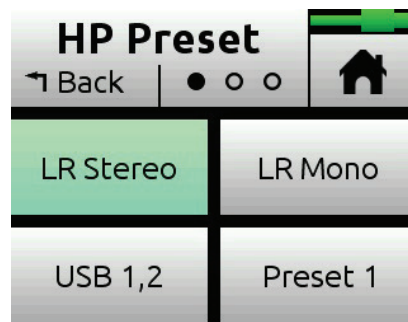 HP Preset
Back
LR Stereo
LR Mono
USB 1,2
Preset 1